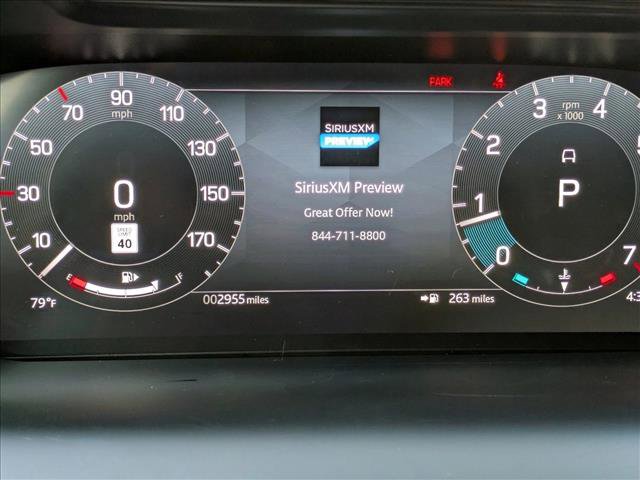 PARK
10
30
50
70
90
mph
110
130
150
170
0
mph
SPEED
LIMIT
40
E
F
79°F
SIRIUSXM
PREVIEW
SiriusXM Preview
Great Offer Now!
844-711-8800
002955 miles
263 miles
0
1
2
3
4
7
rpm
x 1000
P